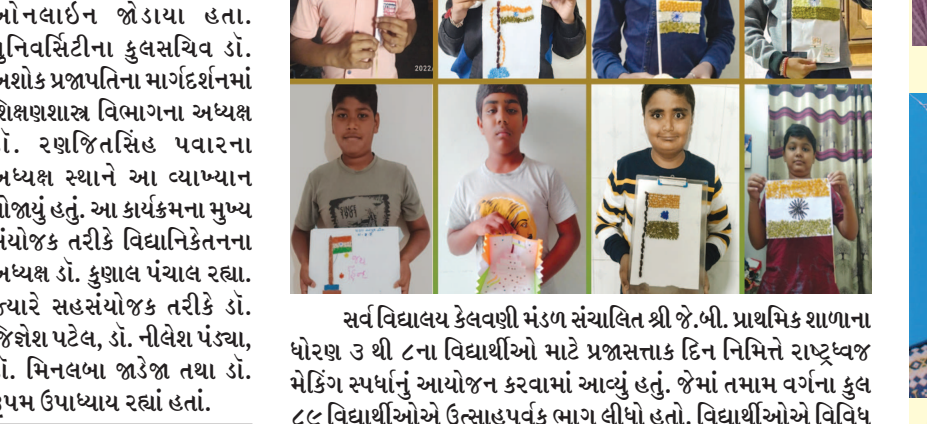 ઓનલાઇન જોડાયા હતા.
યુનિવર્સિટીના કુલસચિવ ડૉ.
અશોક પ્રજાપતિના માર્ગદર્શનમાં
શિક્ષણશાસ્ત્ર વિભાગના અધ્યક્ષ
ડૉ. રણજિતસિંહ પવારના
અધ્યક્ષ સ્થાને આ વ્યાખ્યાન
યોજાયું હતું. આ કાર્યક્રમના મુખ્ય
સંયોજક તરીકે વિદ્યાનિકેતનના
અધ્યક્ષ ડૉ. કુણાલ પંચાલ રહ્યા.
જ્યારે સહસંયોજક તરીકે ડૉ.
જિજ્ઞેશ પટેલ, ડૉ. નીલેશ પંડ્યા,
ડૉ. મિનલબા જાડેજા તથા ડૉ.
રૂપમ ઉપાધ્યાય રહ્યાં હતાં.
2022
સર્વ વિદ્યાલય કેલવણી મંડળ સંચાલિત શ્રી જે.બી. પ્રાથમિક શાળાના
ધોરણ ૩ થી ૮ના વિદ્યાર્થીઓ માટે પ્રજાસત્તાક દિન નિમિત્તે રાષ્ટ્રધ્વજ
મેકિંગ સ્પર્ધાનું આયોજન કરવામાં આવ્યું હતું. જેમાં તમામ વર્ગના કુલ
૮૯ વિદ્યાર્થીઓએ ઉત્સાહપૂર્વક ભાગ લીધો હતો. વિદ્યાર્થીઓએ વિવિધ